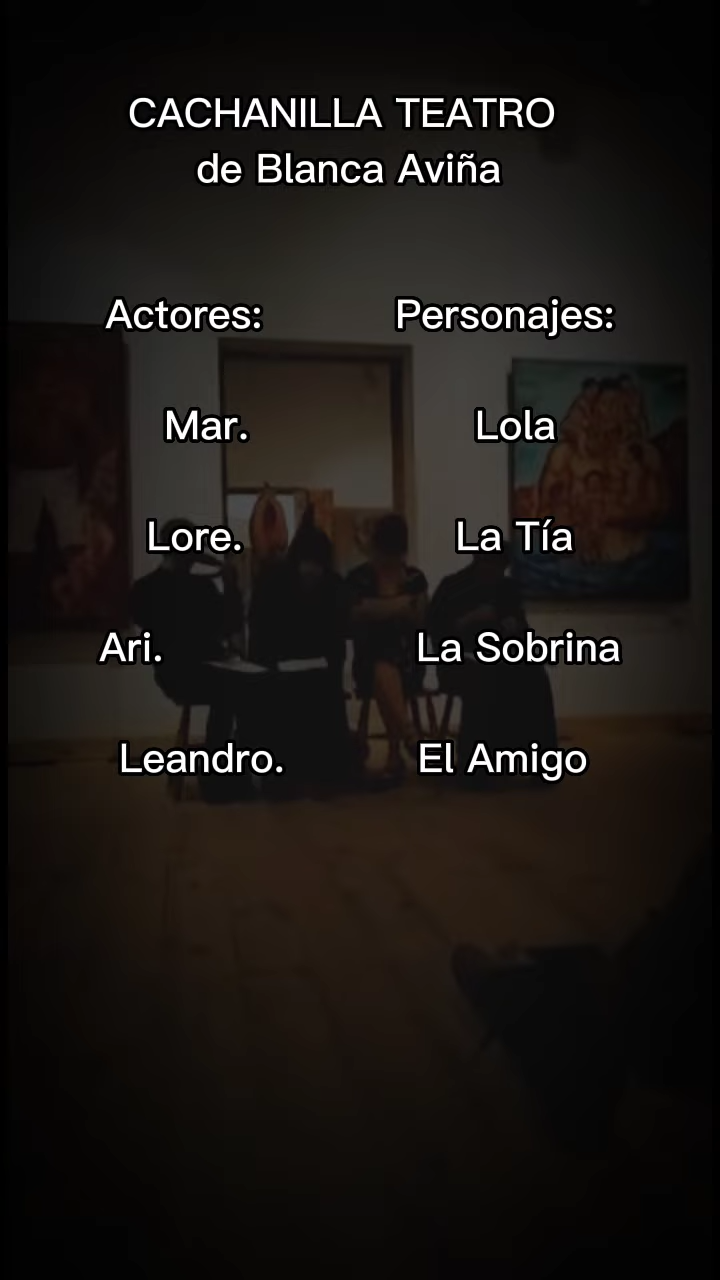 CACHANILLA TEATRO
de Blanca Aviña
Actores: Personajes:
Mar. Lola
Lore. La Tía
Ari. La Sobrina
Leandro. El Amigo